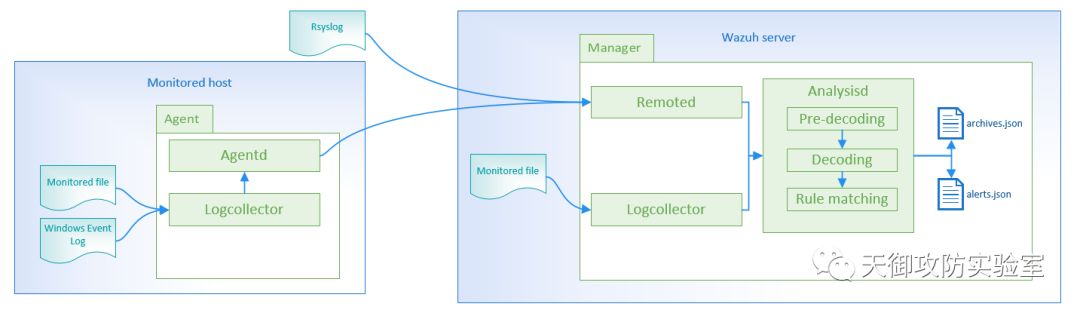 Rsyslog
Monitored host
Agent
Agentd
Monitored file
Logcollector
Windows Event
Log
Wazuh server
Manager
Remoted
Monitored file
Logcollector
Analysisd
Pre-decoding
Decoding
Rule matching
archives.json
alerts.json
天御攻防实验室